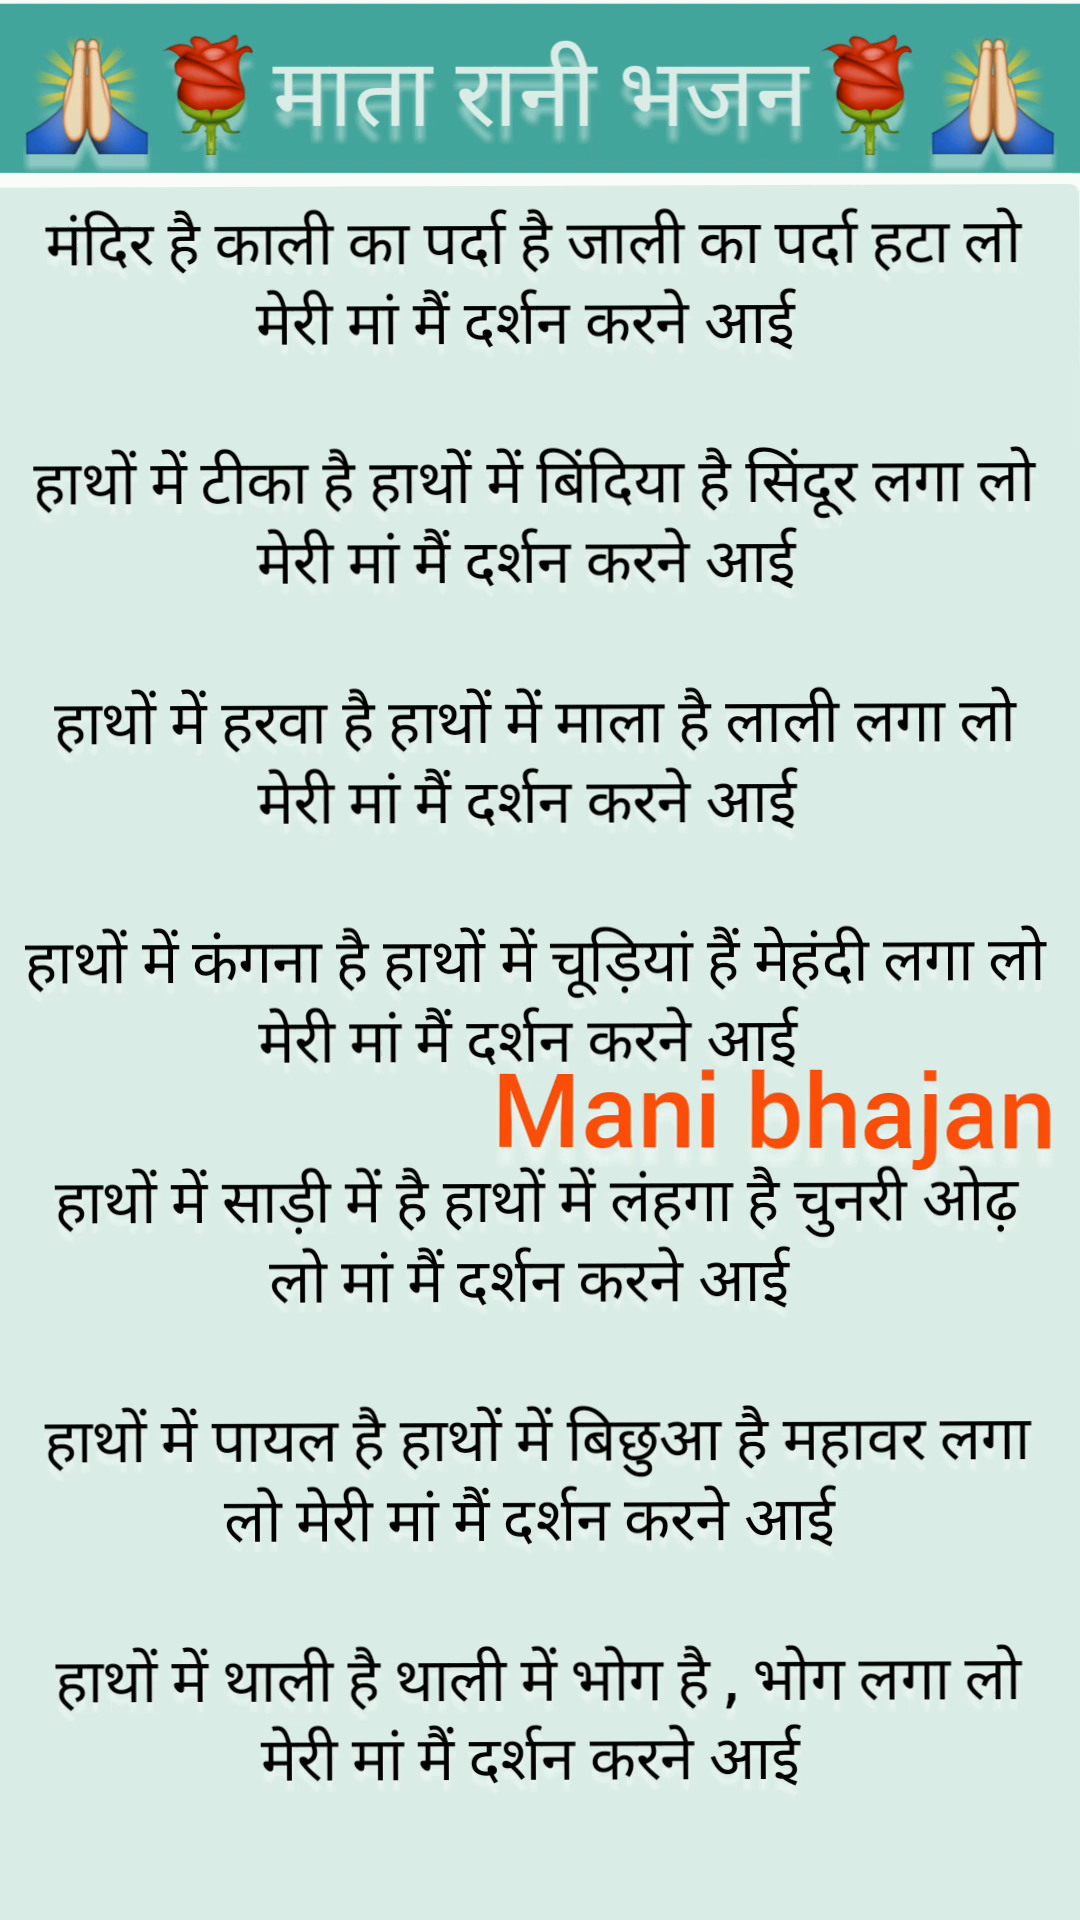 🙏🌹माता रानी भजन🌹🙏
मंदिर है काली का पर्दा है जाली का पर्दा हटा लो
मेरी मां मैं दर्शन करने आई
हाथों में टीका है हाथों में बिंदिया है सिंदूर लगा लो
मेरी मां मैं दर्शन करने आई
हाथों में हरवा है हाथों में माला है लाली लगा लो
मेरी मां मैं दर्शन करने आई
हाथों में कंगना है हाथों में चूड़ियां हैं मेहंदी लगा लो
मेरी मां मैं दर्शन करने आई
Mani bhajan
हाथों में साड़ी में है हाथों में लंहगा है चुनरी ओढ़
लो मां मैं दर्शन करने आई
हाथों में पायल है हाथों में बिछुआ है महावर लगा
लो मेरी मां मैं दर्शन करने आई
हाथों में थाली है थाली में भोग है , भोग लगा लो
मेरी मां मैं दर्शन करने आई